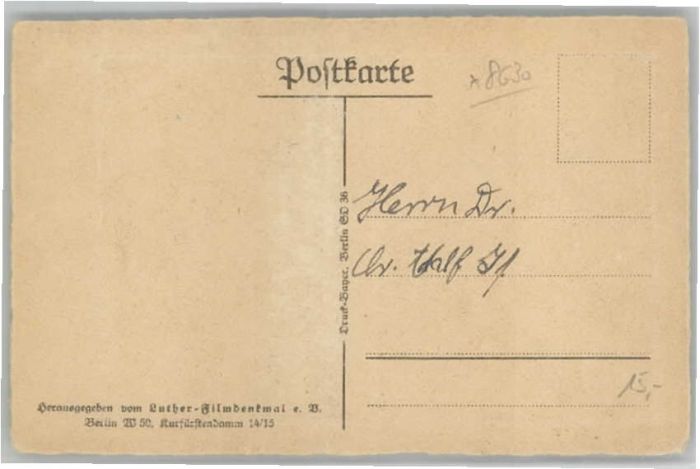 Postkarte
*8630
Herrn Dr.
Druck-Bayer, Berlin SO 36
15,-
Herausgegeben vom Luther-Filmdenkmal e. V.
Berlin W 50, Kurfürstendamm 14/15